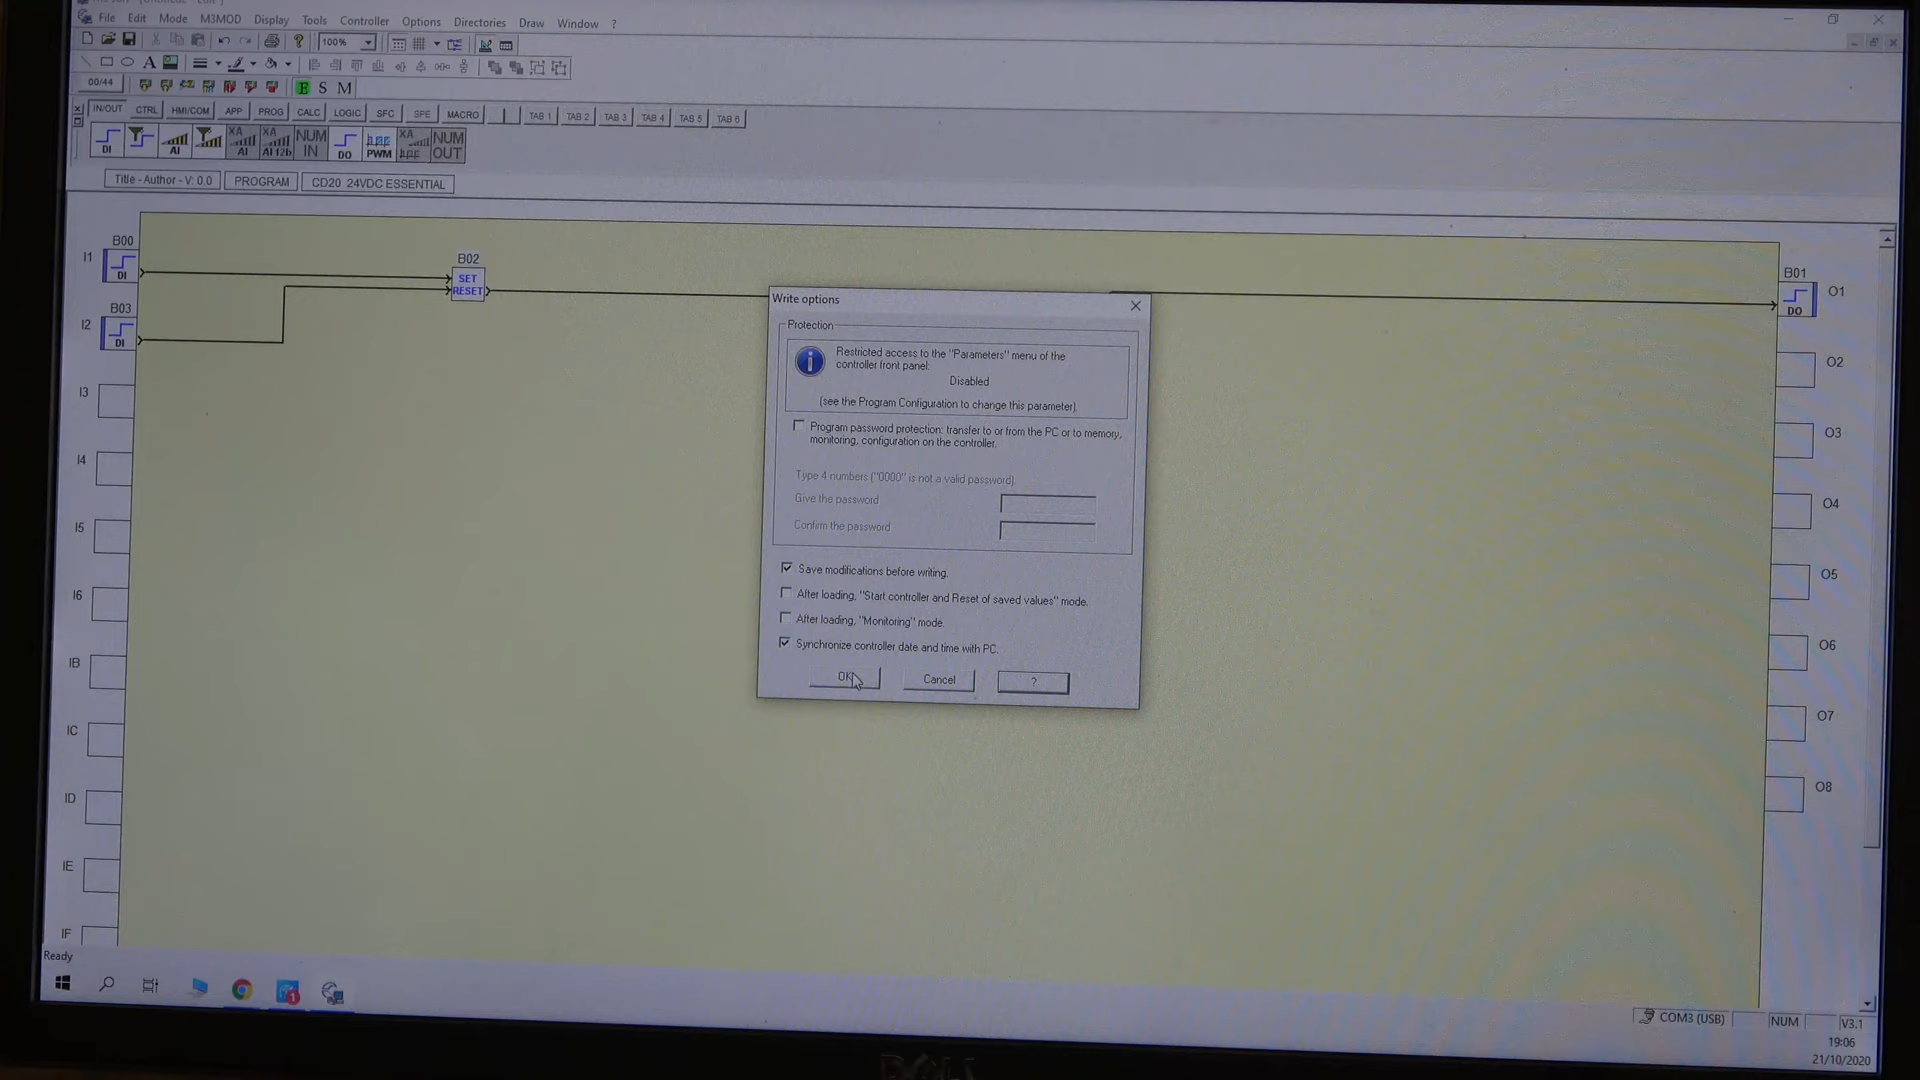 File Edit Mode M3MOD Display Tools Controller Options Directories Draw Window ?
100%
A
00/44 E S M
IN/OUT CTRL HMI/COM APP PROG CALC LOGIC SFC SPE MACRO TAB 1 TAB 2 TAB 3 TAB 4 TAB 5 TAB 6
DI AI XA AI XA AI 12b NUM IN DO PWM XA NUM OUT
Title - Author - V: 0.0 PROGRAM CD20 24VDC ESSENTIAL
B00
I1
DI
B03
I2
DI
B02
SET
RESET
B01
O1
DO
I3
I4
I5
I6
IB
IC
ID
IE
IF
O2
O3
O4
O5
O6
O7
O8
Write options
Protection
Restricted access to the "Parameters" menu of the
controller front panel:
Disabled
(see the Program Configuration to change this parameter).
Program password protection: transfer to or from the PC or to memory,
monitoring, configuration on the controller.
Type 4 numbers ("0000" is not a valid password).
Give the password
Confirm the password
Save modifications before writing.
After loading, "Start controller and Reset of saved values" mode.
After loading, "Monitoring" mode.
Synchronize controller date and time with PC.
OK Cancel ?
Ready
1
COM3 (USB) NUM V3.1
19:06
21/10/2020